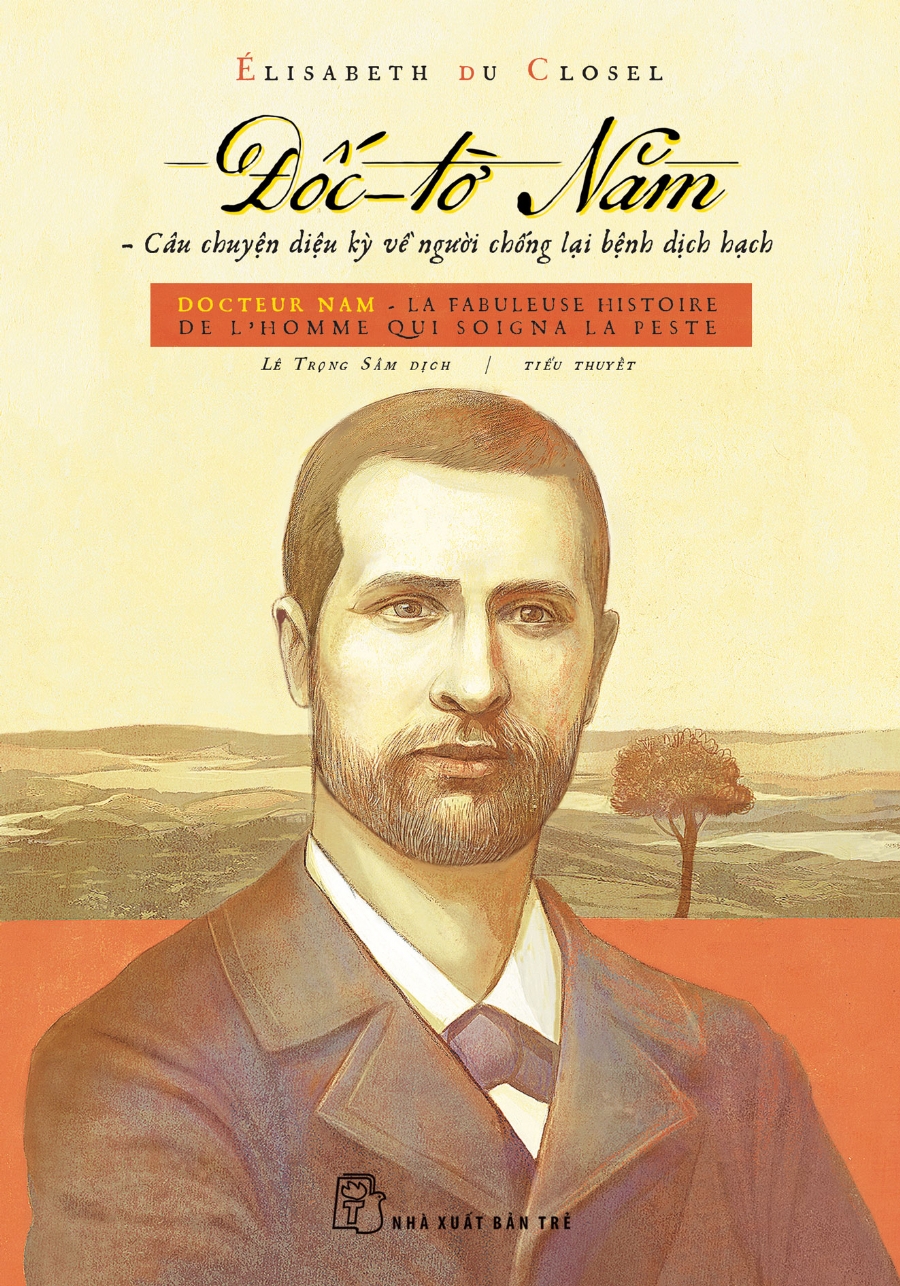 Élisabeth du Closel
Đốc-tờ Năm
- Câu chuyện diệu kỳ về người chống lại bệnh dịch hạch
DOCTEUR NAM - LA FABULEUSE HISTOIRE
DE L'HOMME QUI SOIGNA LA PESTE
Lê Trọng Sâm dịch / tiểu thuyết
NHÀ XUẤT BẢN TRẺ